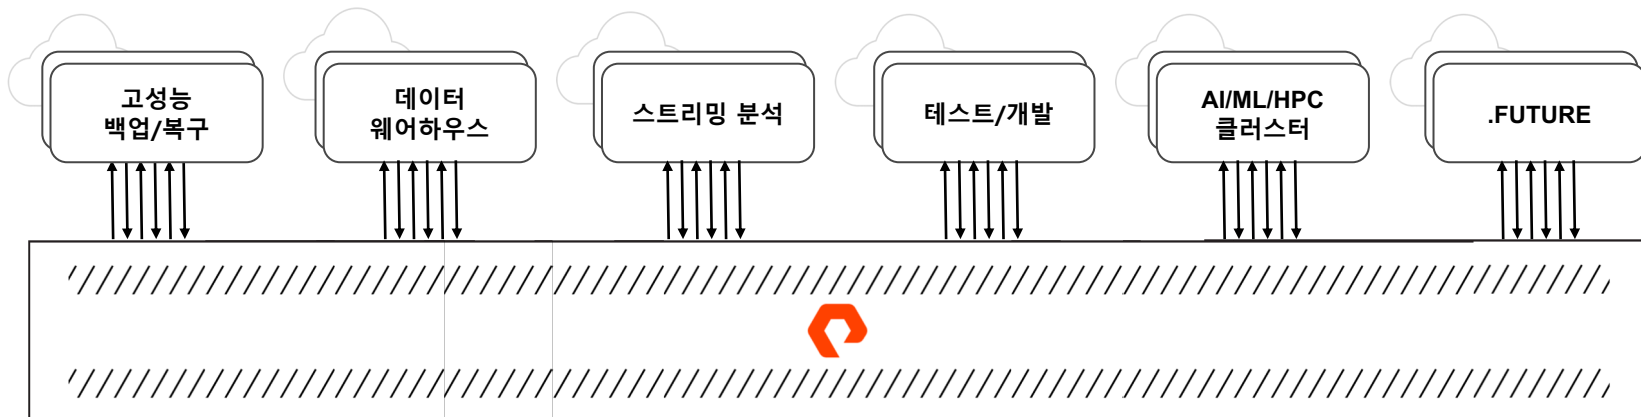 고성능
백업/복구
데이터
웨어하우스
스트리밍 분석
테스트/개발
AI/ML/HPC
클러스터
.FUTURE